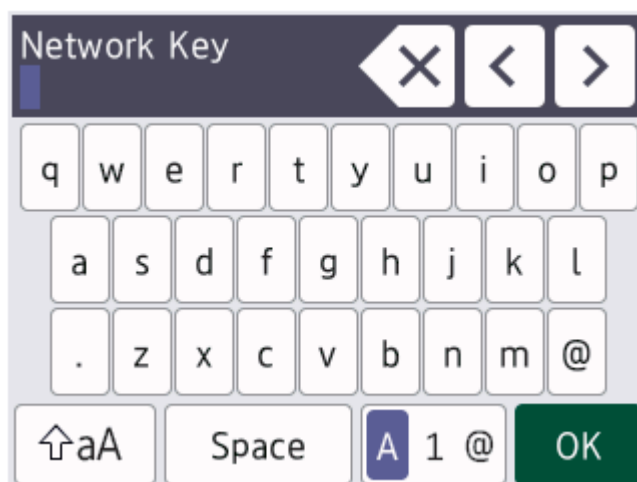 Network Key
q w e r t y u i o p
a s d f g h j k l
. z x c v b n m @
aA Space A 1 @ OK